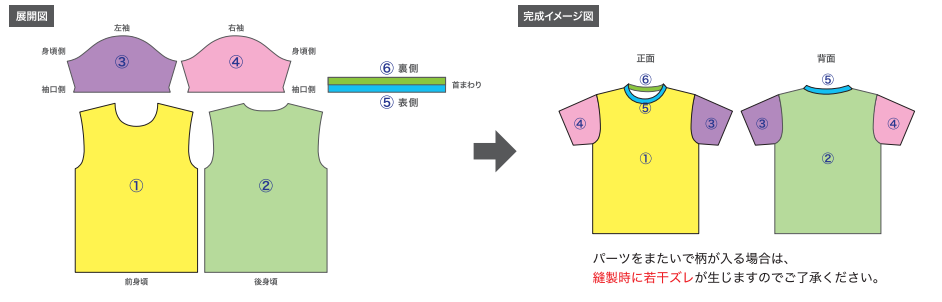 展開図
左袖
右袖
身頃側
③
④
身頃側
袖口側
袖口側
⑥ 裏側
首まわり
⑤ 表側
①
②
前身頃
後身頃
完成イメージ図
正面
背面
⑥
⑤
⑤
④
③
③
④
①
②
パーツをまたいで柄が入る場合は、
縫製時に若干ズレが生じますのでご了承ください。